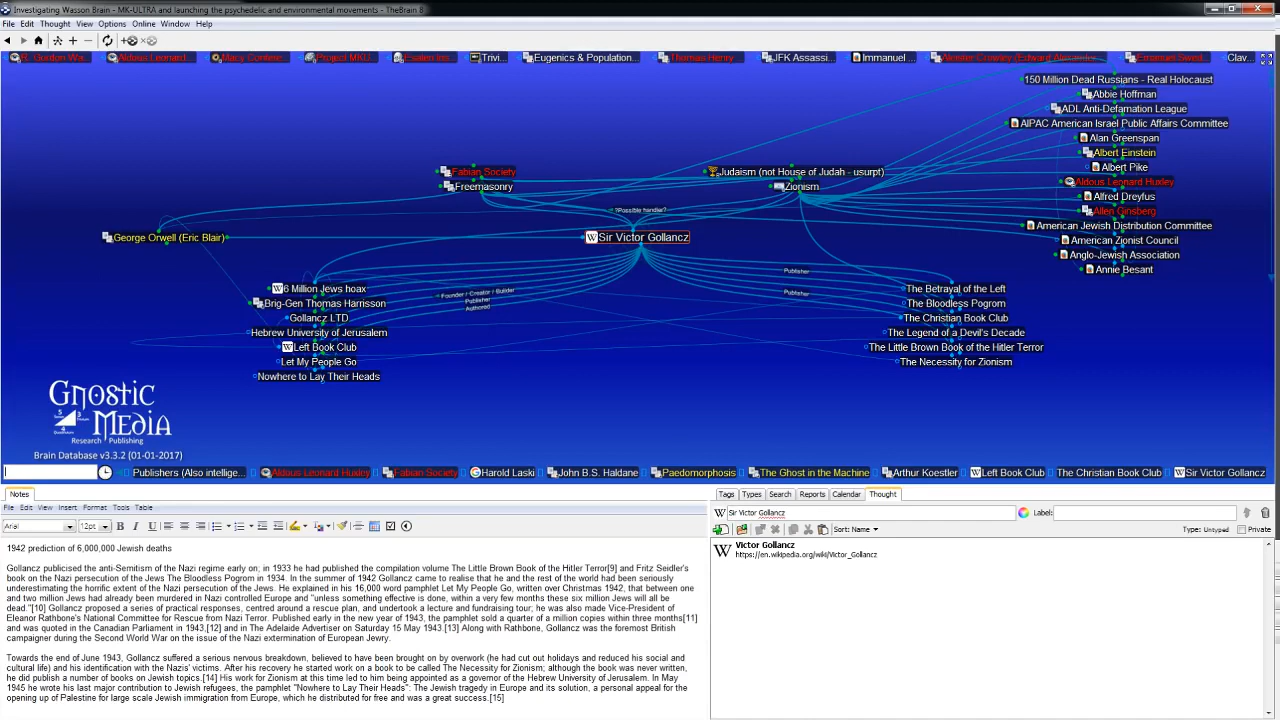 Investigating Wasson Brain - MK-ULTRA and launching the psychedelic and environmental movements - TheBrain 8
File Edit Thought View Options Online Window Help
R. Gordon Wa... Aldous Leonard ... Macy Confere... Project MKU... Esalen Ins... Trivi... Eugenics & Population... Thomas Henry... JFK Assassi... Immanuel ... Aleister Crowley (Edward Alexander... Emanuel Swed... Clav...
150 Million Dead Russians - Real Holocaust
Abbie Hoffman
ADL Anti-Defamation League
AIPAC American Israel Public Affairs Committee
Alan Greenspan
Albert Einstein
Albert Pike
Aldous Leonard Huxley
Alfred Dreyfus
Allen Ginsberg
American Jewish Distribution Committee
American Zionist Council
Anglo-Jewish Association
Annie Besant
Fabian Society
Freemasonry
Judaism (not House of Judah - usurpt)
Zionism
?Possible handler?
George Orwell (Eric Blair)
Sir Victor Gollancz
Founder / Creator / Builder
Publisher
Authored
Publisher
Publisher
6 Million Jews hoax
Brig-Gen Thomas Harrisson
Gollancz LTD
Hebrew University of Jerusalem
Left Book Club
Let My People Go
Nowhere to Lay Their Heads
The Betrayal of the Left
The Bloodless Pogrom
The Christian Book Club
The Legend of a Devil's Decade
The Little Brown Book of the Hitler Terror
The Necessity for Zionism
Gnostic
Media
Research Publishing
Brain Database v3.3.2 (01-01-2017)
Publishers (Also intellige... Aldous Leonard Huxley Fabian Society Harold Laski John B.S. Haldane Paedomorphosis The Ghost in the Machine Arthur Koestler Left Book Club The Christian Book Club Sir Victor Gollancz
Notes
File Edit View Insert Format Tools Table
Arial 12pt B I U
1942 prediction of 6,000,000 Jewish deaths
Gollancz publicised the anti-Semitism of the Nazi regime early on; in 1933 he had published the compilation volume The Little Brown Book of the Hitler Terror[9] and Fritz Seidler's
book on the Nazi persecution of the Jews The Bloodless Pogrom in 1934. In the summer of 1942 Gollancz came to realise that he and the rest of the world had been seriously
underestimating the horrific extent of the Nazi persecution of the Jews. He explained in his 16,000 word pamphlet Let My People Go, written over Christmas 1942, that between one
and two million Jews had already been murdered in Nazi controlled Europe and "unless something effective is done, within a very few months these six million Jews will all be
dead."[10] Gollancz proposed a series of practical responses, centred around a rescue plan, and undertook a lecture and fundraising tour; he was also made Vice-President of
Eleanor Rathbone's National Committee for Rescue from Nazi Terror. Published early in the new year of 1943, the pamphlet sold a quarter of a million copies within three months[11]
and was quoted in the Canadian Parliament in 1943,[12] and in The Adelaide Advertiser on Saturday 15 May 1943.[13] Along with Rathbone, Gollancz was the foremost British
campaigner during the Second World War on the issue of the Nazi extermination of European Jewry.
Towards the end of June 1943, Gollancz suffered a serious nervous breakdown, believed to have been brought on by overwork (he had cut out holidays and reduced his social and
cultural life) and his identification with the Nazis' victims. After his recovery he started work on a book to be called The Necessity for Zionism; although the book was never written,
he did publish a number of books on Jewish topics.[14] His work for Zionism at this time led to him being appointed as a governor of the Hebrew University of Jerusalem. In May
1945 he wrote his last major contribution to Jewish refugees, the pamphlet "Nowhere to Lay Their Heads": The Jewish tragedy in Europe and its solution, a personal appeal for the
opening up of Palestine for large scale Jewish immigration from Europe, which he distributed for free and was a great success.[15]
Tags Types Search Reports Calendar Thought
Sir Victor Gollancz Label:
Sort: Name Type: Untyped Private
Victor Gollancz
https://en.wikipedia.org/wiki/Victor_Gollancz